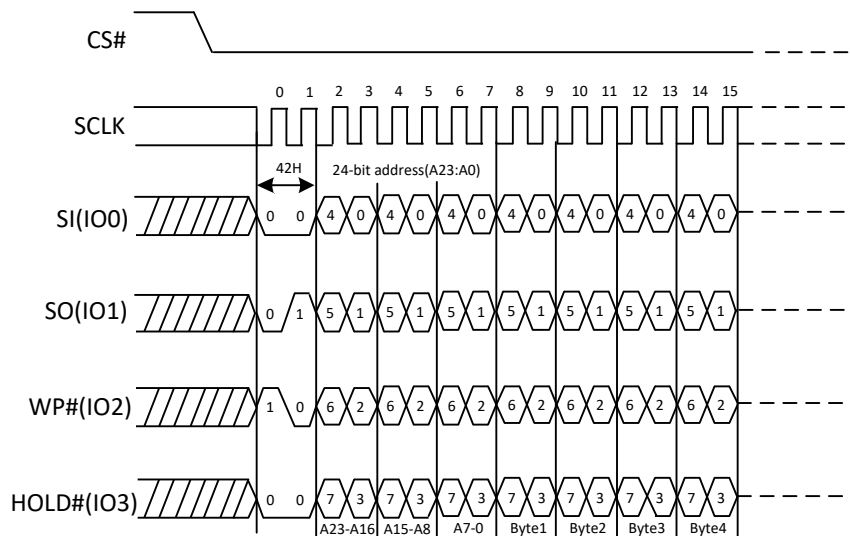 CS#
0 1 2 3 4 5 6 7 8 9 10 11 12 13 14 15
SCLK
42H 24-bit address(A23:A0)
SI(IO0) 0 0 4 0 4 0 4 0 4 0 4 0 4 0 4 0
SO(IO1) 0 1 5 1 5 1 5 1 5 1 5 1 5 1 5 1
WP#(IO2) 1 0 6 2 6 2 6 2 6 2 6 2 6 2 6 2
HOLD#(IO3) 0 0 7 3 7 3 7 3 7 3 7 3 7 3 7 3
A23-A16 A15-A8 A7-0 Byte1 Byte2 Byte3 Byte4